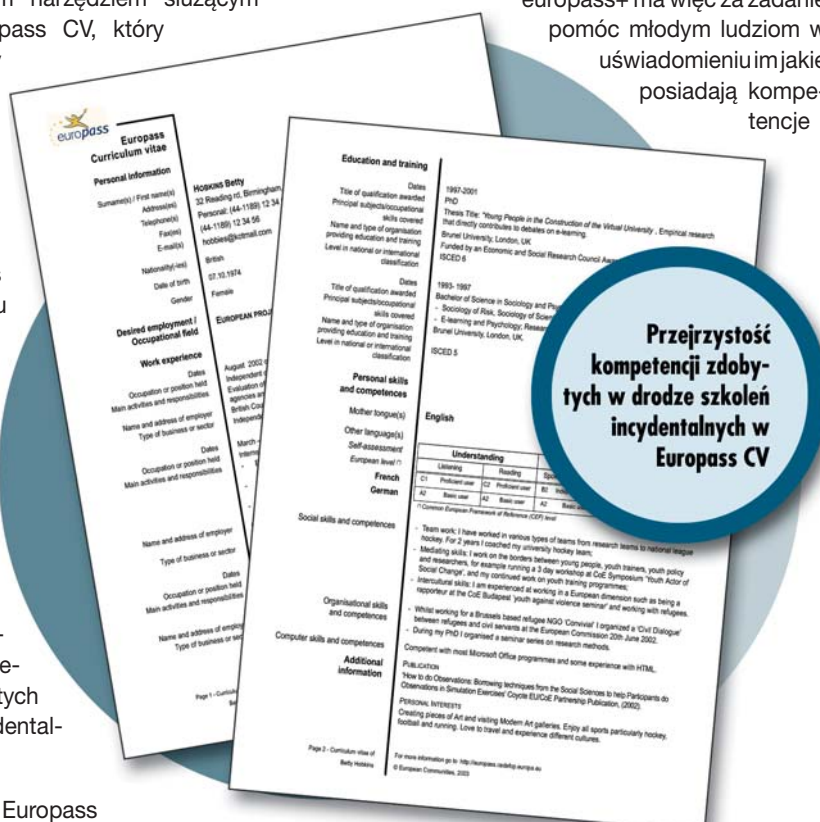 narzędziem służącym
pass CV, który
europass+ ma więc za zadanie
pomóc młodym ludziom w
uświadomieniu im jakie
posiadają kompe-
tencje
u
-
e-
tych
dental-
Europass
europass
Europass
Curriculum vitae
Personal information
Surname(s) / First name(s)
HOBKINS Betty
Address(es)
32 Reading rd, Birmingham,
Telephone(s)
Personal: (44-1189) 12 34
Fax(es)
(44-1189) 12 34 56
E-mail(s)
hobbies@kotmail.com
Nationality(-ies)
British
Date of birth
07.10.1974
Gender
Female
Desired employment /
Occupational field
EUROPEAN PROJ
Work experience
Dates
August 2002
Occupation or position held
Independent
Main activities and responsibilities
Evaluation of
agencies an
Name and address of employer
British Cou
Type of business or sector
Independ
Dates
March -
Occupation or position held
Interns
Main activities and responsibilities
Name and address of employer
Type of business or sector
Dates
Occupation or position held
Main activities and responsibilities
Name and address of employ
Type of business or sec
Page 1 - Curricul
Education and training
Dates
1997-2001
Title of qualification awarded
PhD
Principal subjects/occupational
skills covered
Thesis Title: 'Young People in the Construction of the Virtual University', Empirical research
that directly contributes to debates on e-learning.
Name and type of organisation
providing education and training
Brunel University, London, UK
Funded by an Economic and Social Research Council Awa
Level in national or international
classification
ISCED 6
Dates
1993- 1997
Title of qualification awarded
Bachelor of Science in Sociology and Psy
Principal subjects/occupational
skills covered
- Sociology of Risk, Sociology of Scien
- E-learning and Psychology; Resear
Name and type of organisation
providing education and training
Brunel University, London, UK,
Level in national or international
classification
ISCED 5
Personal skills
and competences
Mother tongue(s)
English
Other language(s)
Self-assessment
European level (*)
Understanding
Listening
Reading
Spo
French
C1 Proficient user C2 Proficient user B2 Ind
German
A2 Basic user A2 Basic user A2 Basic us
(*) Common European Framework of Reference (CEF) level
Social skills and competences
- Team work: I have worked in various types of teams from research teams to national league
hockey. For 2 years I coached my university hockey team;
- Mediating skills: I work on the borders between young people, youth trainers, youth policy
and researchers, for example running a 3 day workshop at CoE Symposium 'Youth Actor of
Social Change', and my continued work on youth training programmes;
- Intercultural skills: I am experienced at working in a European dimension such as being a
rapporteur at the CoE Budapest 'youth against violence seminar' and working with refugees.
Organisational skills
and competences
- Whilst working for a Brussels based refugee NGO 'Convivial' I organized a 'Civil Dialogue'
between refugees and civil servants at the European Commission 20th June 2002.
- During my PhD I organised a seminar series on research methods.
Computer skills and competences
Competent with most Microsoft Office programmes and some experience with HTML.
Additional
information
PUBLICATION
'How to do Observations: Borrowing techniques from the Social Sciences to help Participants do
Observations in Simulation Exercises' Coyote EU/CoE Partnership Publication, (2002).
PERSONAL INTERESTS
Creating pieces of Art and visiting Modern Art galleries. Enjoy all sports particularly hockey,
football and running. Love to travel and experience different cultures.
Page 2 - Curriculum vitae of
Betty Hobkins
For more information go to http://europass.cedefop.europa.eu
© European Communities, 2003
Przejrzystość
kompetencji zdoby-
tych w drodze szkoleń
incydentalnych w
Europass CV